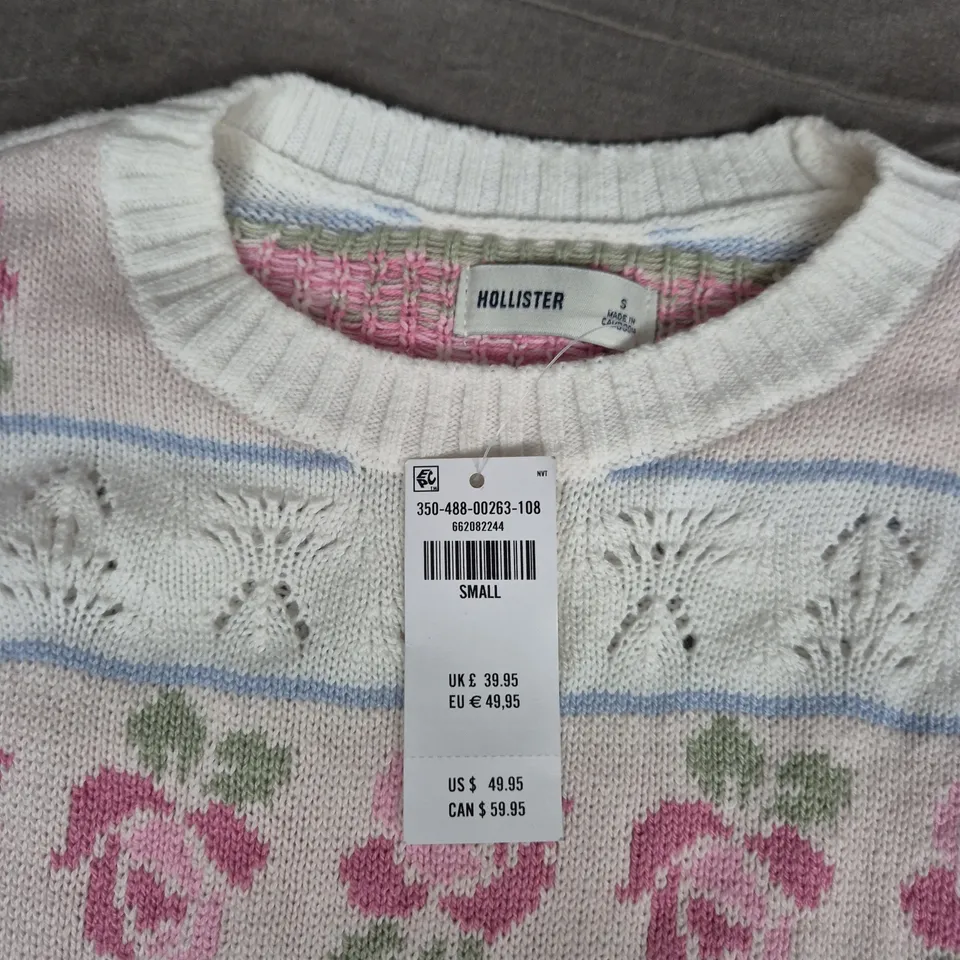 HOLLISTER
S
MADE IN
NVT
350-488-00263-108
662082244
SMALL
UK £ 39.95
EU € 49,95
US $ 49.95
CAN $ 59.95